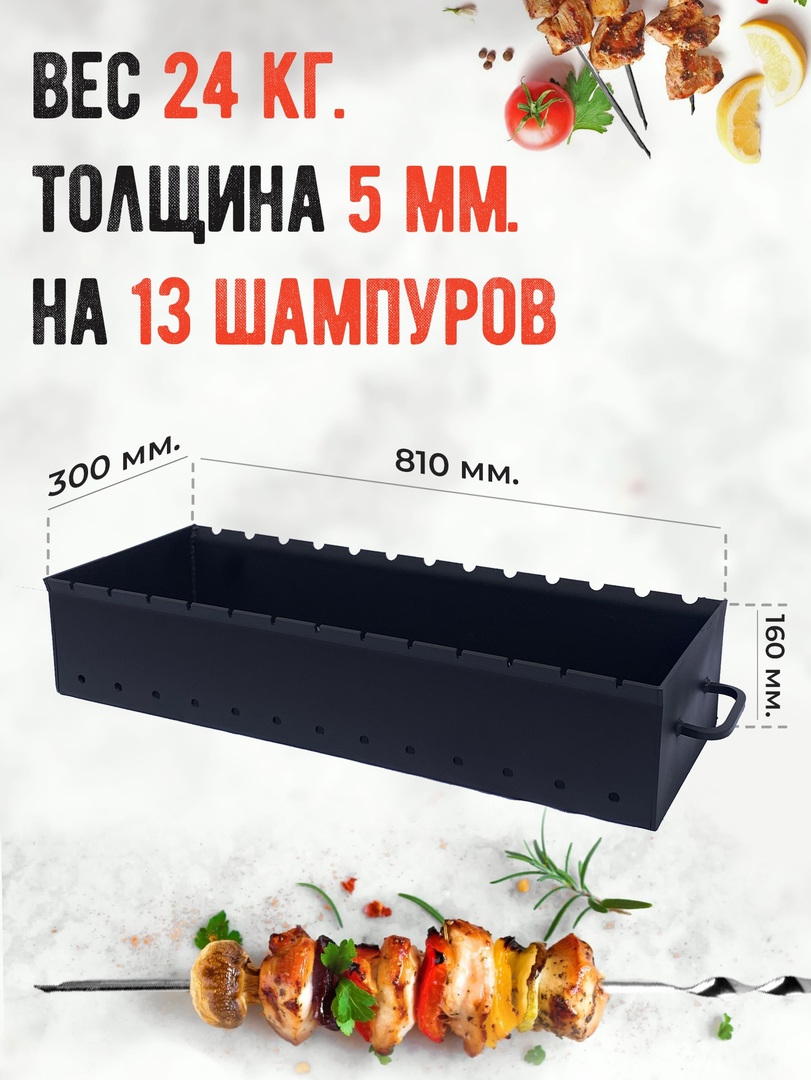 ВЕС 24 КГ.
ТОЛЩИНА 5 ММ.
НА 13 ШАМПУРОВ
300 мм.
810 мм.
160 мм.